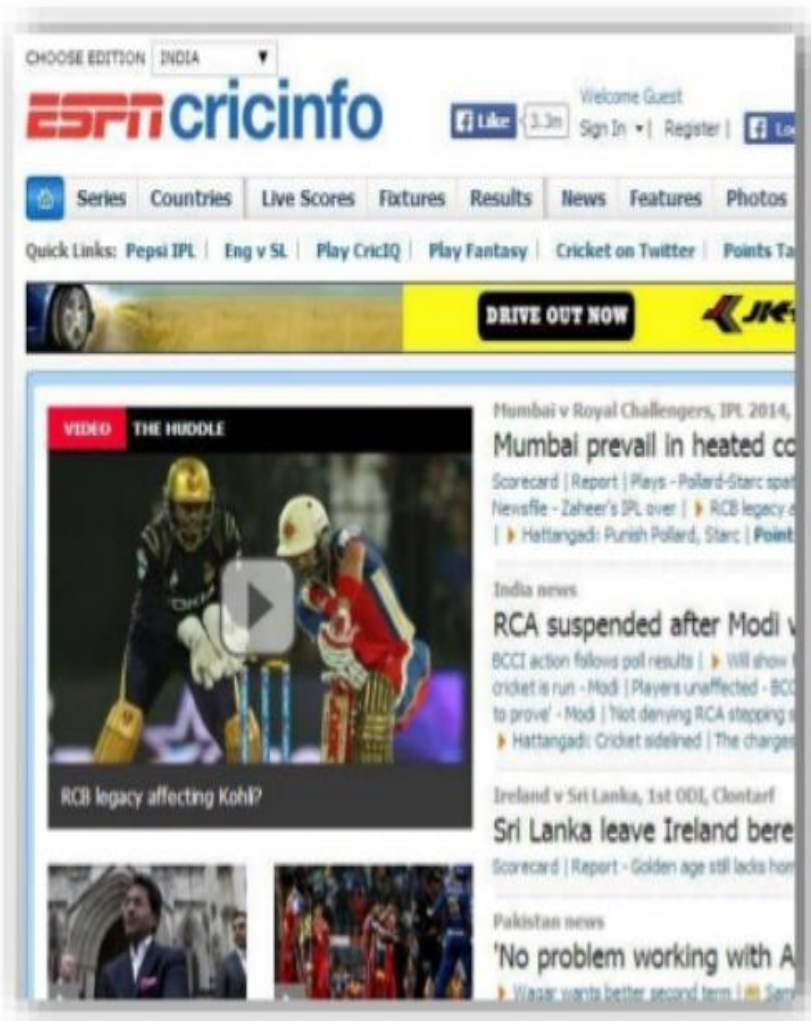 CHOOSE EDITION INDIA
ESPN cricinfo
Like 3.3m
Welcome Guest
Sign In | Register |
Series Countries Live Scores Fixtures Results News Features Photos
Quick Links: Pepsi IPL | Eng v SL | Play CricIQ | Play Fantasy | Cricket on Twitter | Points Ta
DRIVE OUT NOW JK
VIDEO THE HUDDLE
RCB legacy affecting Kohli?
Mumbai v Royal Challengers, IPL 2014,
Mumbai prevail in heated co
Scorecard | Report | Plays - Pollard-Starc spat
Newsfile - Zaheer's IPL over | RCB legacy a
| Hattangadi: Punish Pollard, Starc | Point
India news
RCA suspended after Modi v
BCCI action follows poll results | Will show
cricket is run - Modi | Players unaffected - BCC
to prove' - Modi | 'Not denying RCA stepping
Hattangadi: Cricket sidelined | The charges
Ireland v Sri Lanka, 1st ODI, Clontarf
Sri Lanka leave Ireland bere
Scorecard | Report - Golden age still lacks
Pakistan news
'No problem working with A
Waqar wants better second term |